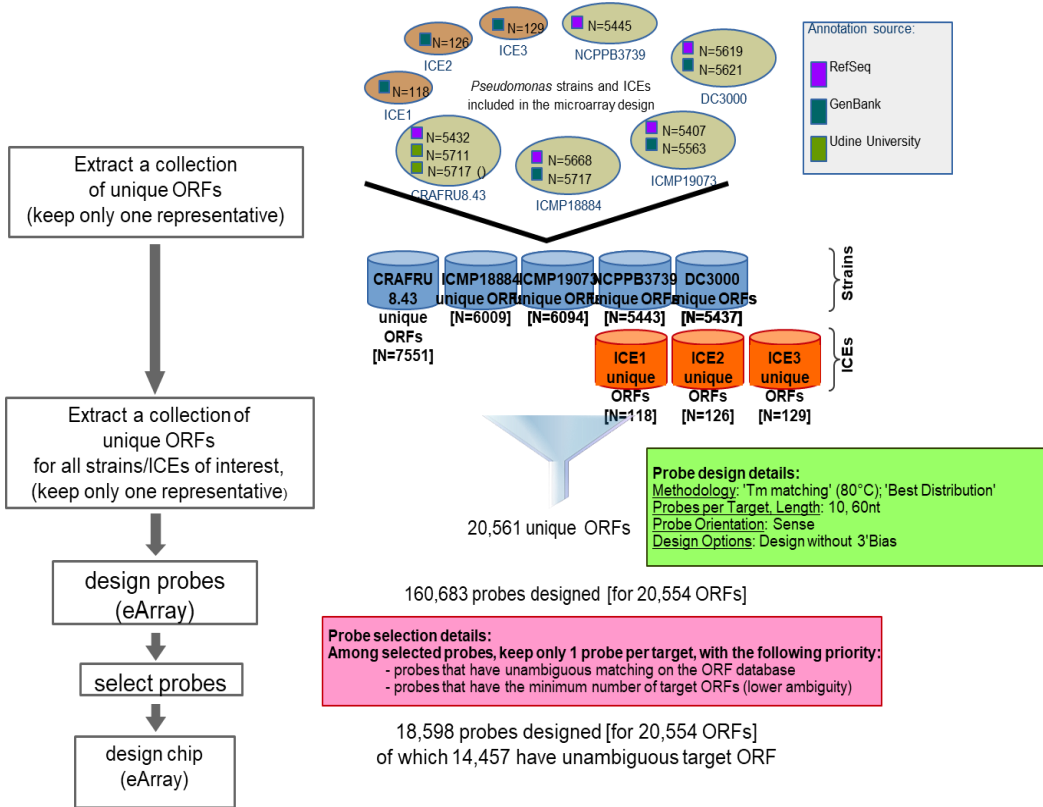 Extract a collection
of unique ORFs
(keep only one representative)
Extract a collection of
unique ORFs
for all strains/ICEs of interest,
(keep only one representative)
design probes
(eArray)
select probes
design chip
(eArray)
N=126
ICE2
N=129
ICE3
N=5445
NCPPB3739
N=5619
N=5621
DC3000
N=118
ICE1
Pseudomonas strains and ICEs
included in the microarray design
N=5432
N=5711
N=5717 ()
CRAFRU8.43
N=5668
N=5717
ICMP18884
N=5407
N=5563
ICMP19073
Annotation source:
RefSeq
GenBank
Udine University
CRAFRU
8.43
unique
ORFs
[N=7551]
ICMP18884
unique ORFs
[N=6009]
ICMP19073
unique ORFs
[N=6094]
NCPPB3739
unique ORFs
[N=5443]
DC3000
unique ORFs
[N=5437]
Strains
ICE1
unique
ORFs
[N=118]
ICE2
unique
ORFs
[N=126]
ICE3
unique
ORFs
[N=129]
ICEs
20,561 unique ORFs
Probe design details:
Methodology: 'Tm matching' (80°C); 'Best Distribution'
Probes per Target, Length: 10, 60nt
Probe Orientation: Sense
Design Options: Design without 3'Bias
160,683 probes designed [for 20,554 ORFs]
Probe selection details:
Among selected probes, keep only 1 probe per target, with the following priority:
- probes that have unambiguous matching on the ORF database
- probes that have the minimum number of target ORFs (lower ambiguity)
18,598 probes designed [for 20,554 ORFs]
of which 14,457 have unambiguous target ORF